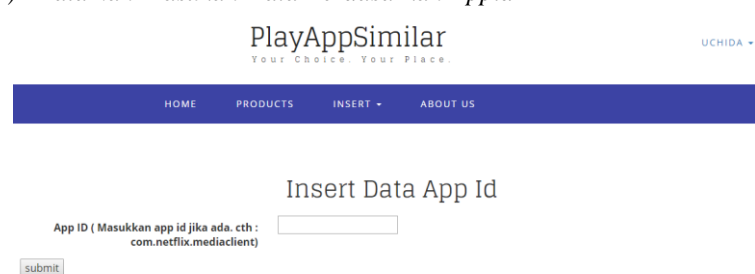 PlayAppSimilar
Your Choice. Your Place.
UCHIDA
HOME PRODUCTS INSERT ABOUT US
Insert Data App Id
App ID ( Masukkan app id jika ada. cth :
com.netflix.mediaclient)
submit